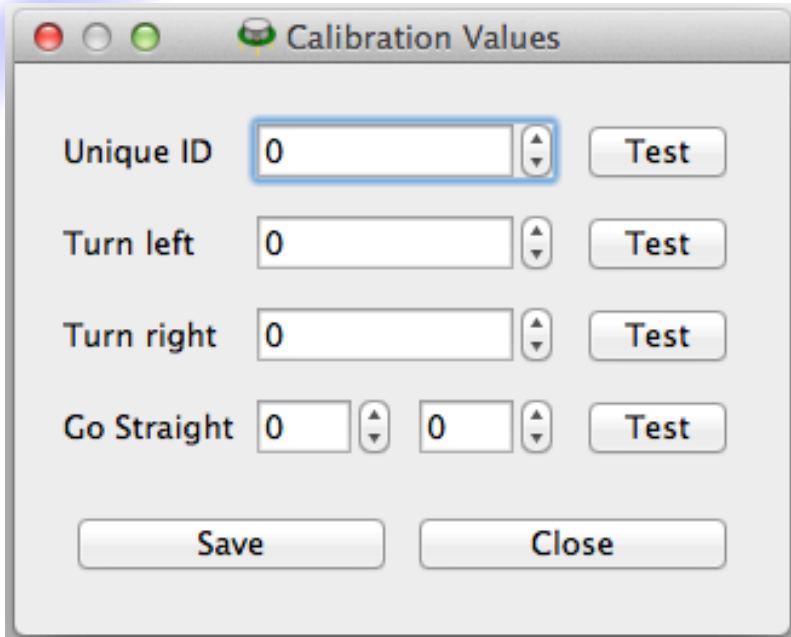 Calibration Values
Unique ID 0 Test
Turn left 0 Test
Turn right 0 Test
Go Straight 0 0 Test
Save Close